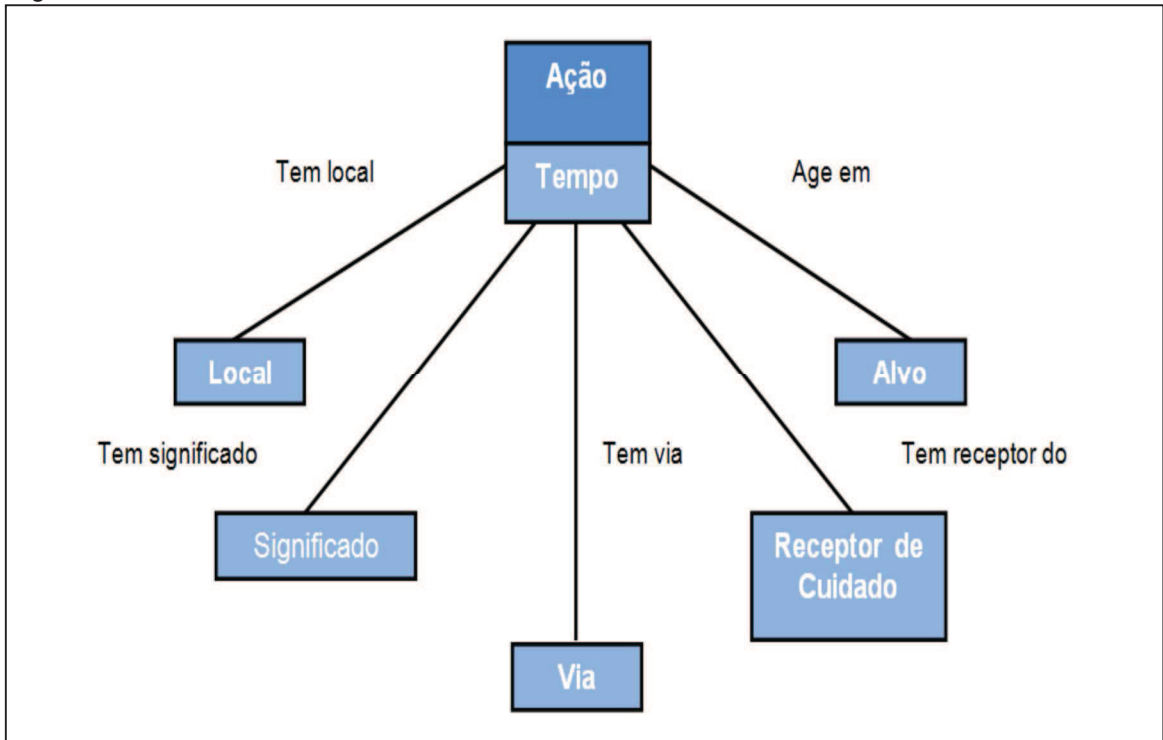 Ação
Tempo
Tem local
Age em
Local
Alvo
Tem significado
Tem via
Tem receptor do
Significado
Receptor de
Cuidado
Via